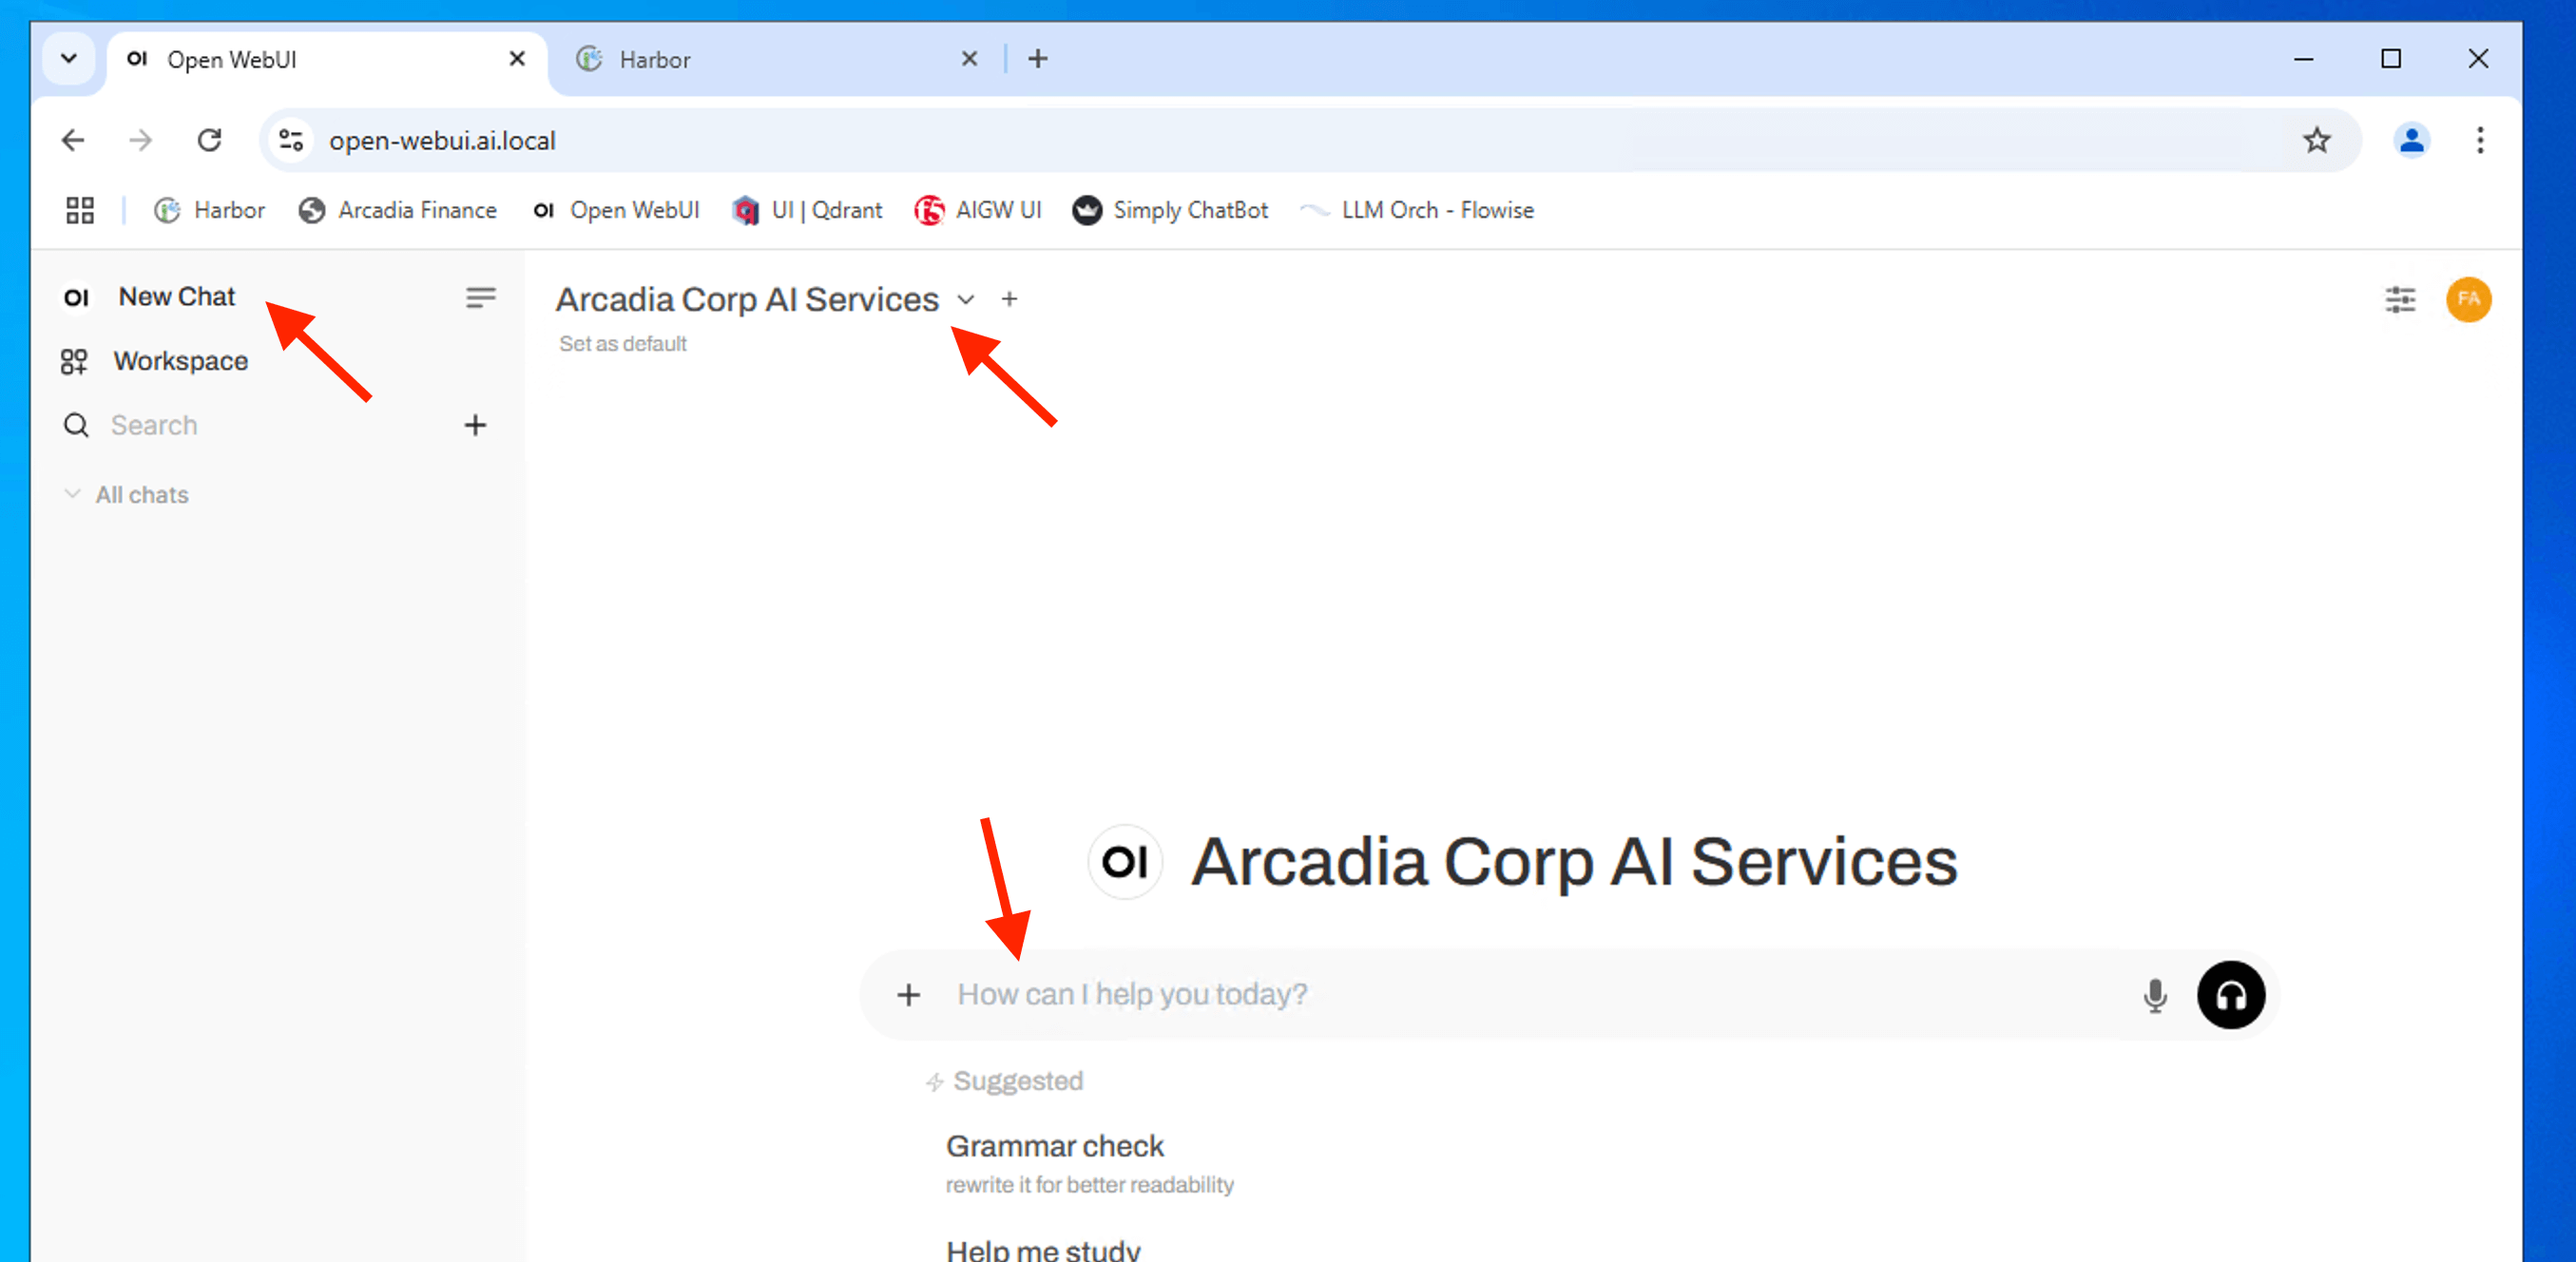 OI Open WebUI
Harbor
open-webui.ai.local
Harbor
Arcadia Finance
OI Open WebUI
UI | Qdrant
f5 AIGW UI
Simply ChatBot
LLM Orch - Flowise
OI New Chat
Workspace
Search
All chats
Arcadia Corp AI Services
Set as default
FA
OI Arcadia Corp AI Services
How can I help you today?
Suggested
Grammar check
rewrite it for better readability
Help me study